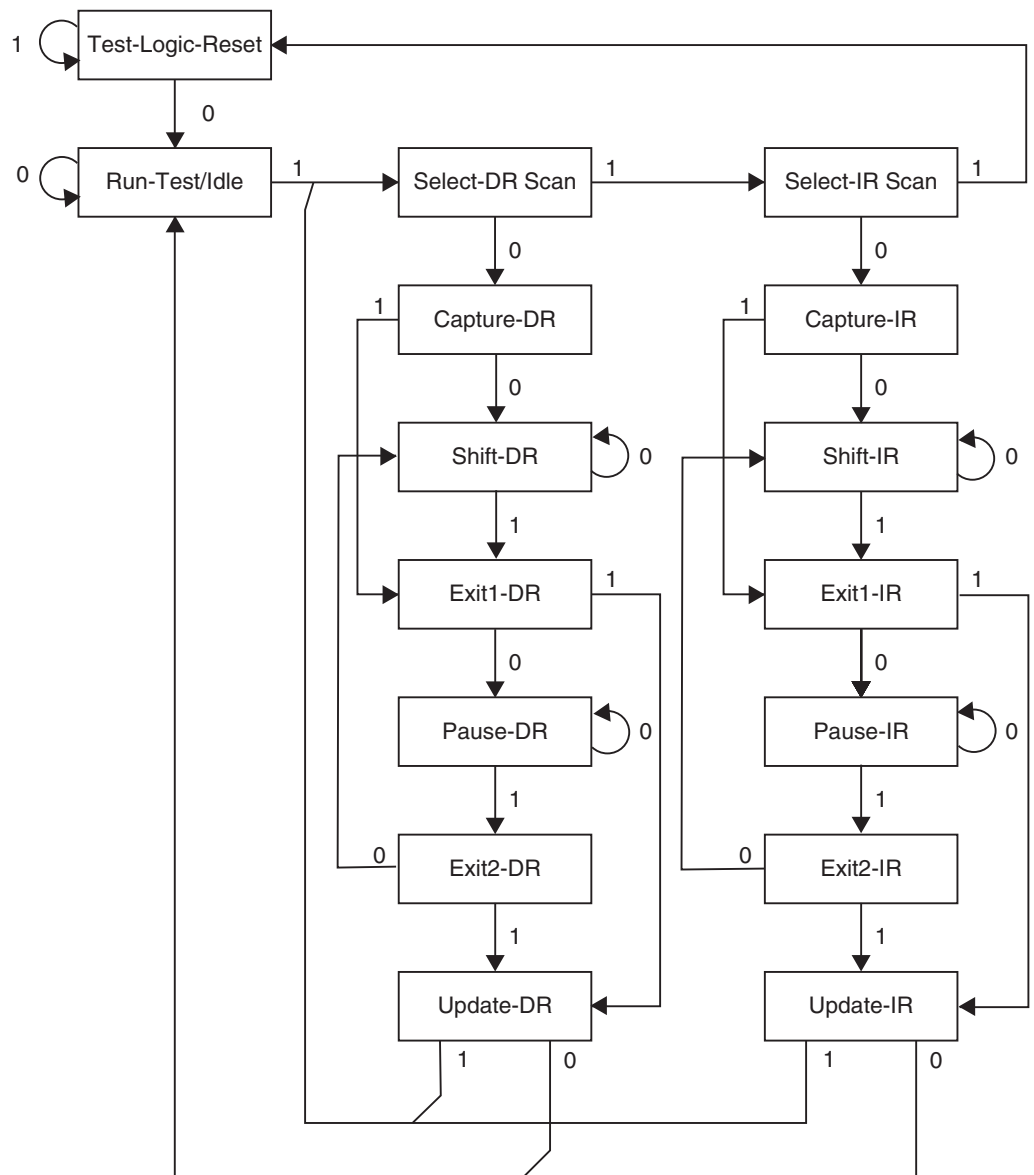 1
Test-Logic-Reset
0
0
Run-Test/Idle
1
Select-DR Scan
1
Select-IR Scan
1
0
0
1
Capture-DR
1
Capture-IR
0
0
Shift-DR
0
Shift-IR
0
1
1
Exit1-DR
1
Exit1-IR
1
0
0
Pause-DR
0
Pause-IR
0
1
1
0
Exit2-DR
0
Exit2-IR
1
1
Update-DR
Update-IR
1
0
1
0